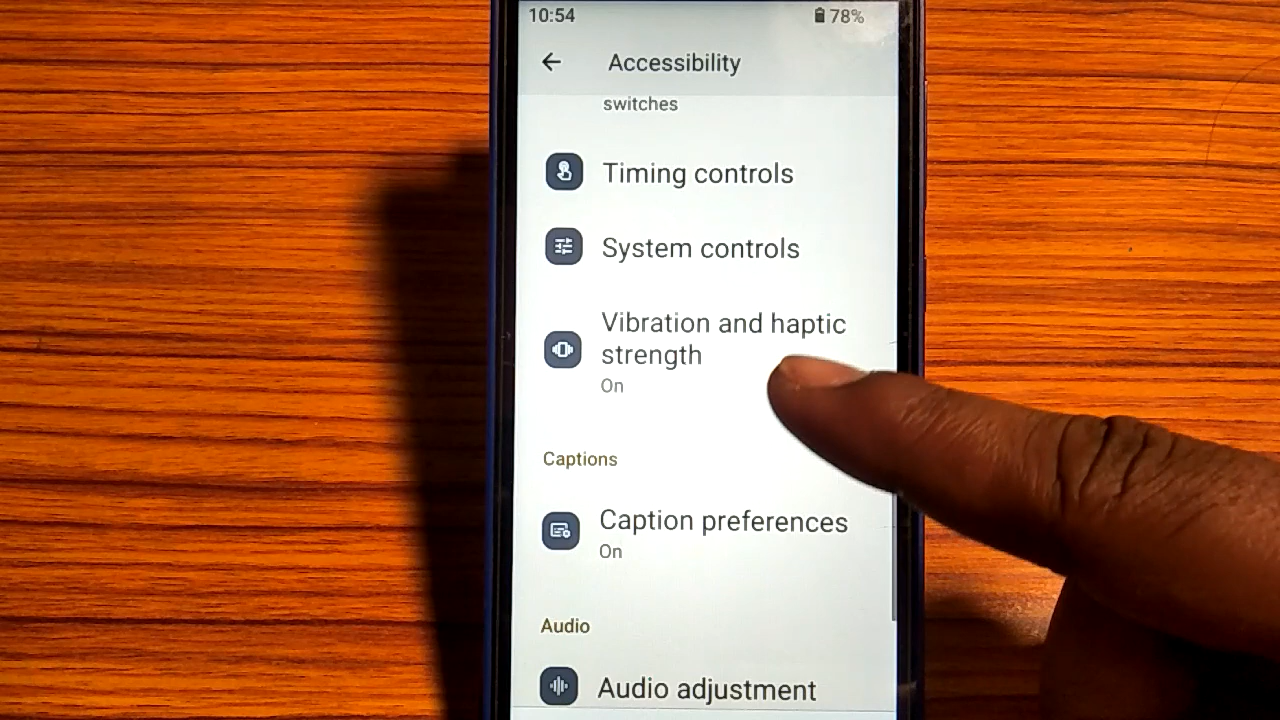 10:54 78%
Accessibility
switches
Timing controls
System controls
Vibration and haptic
strength
On
Captions
Caption preferences
On
Audio
Audio adjustment